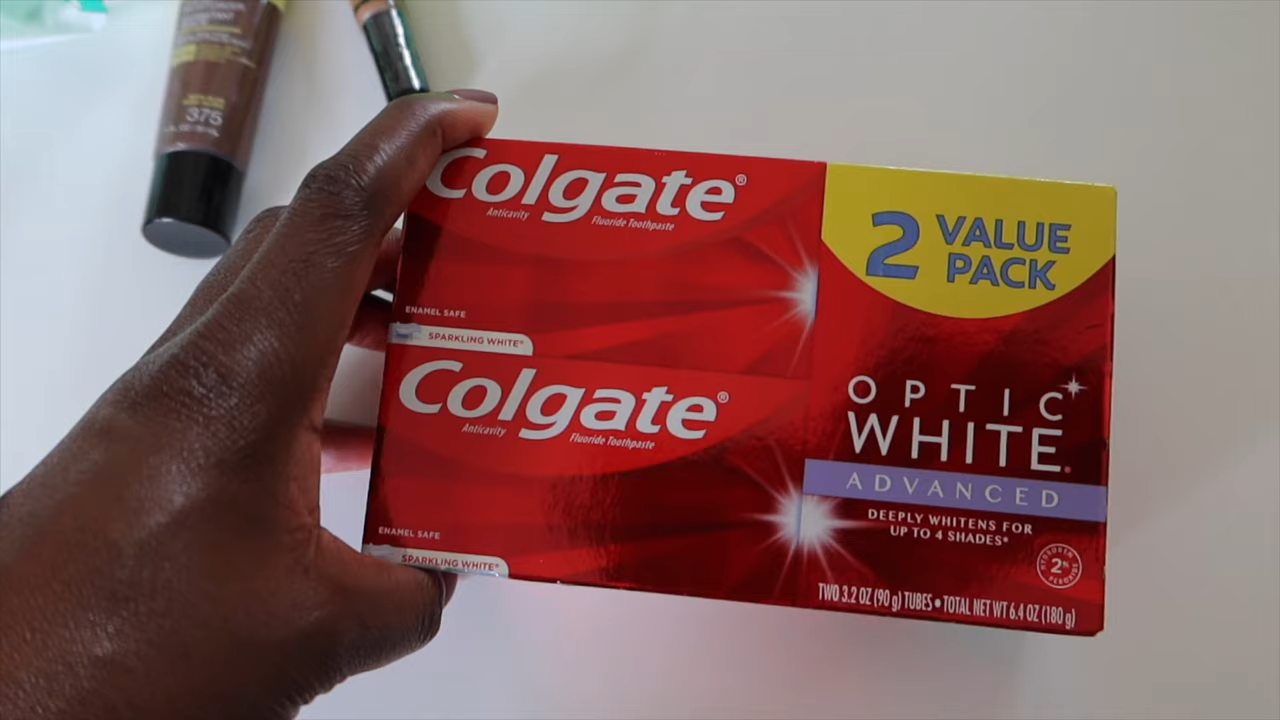 375
Colgate®
Anticavity Fluoride Toothpaste
ENAMEL SAFE
SPARKLING WHITE*
Colgate®
Anticavity Fluoride Toothpaste
ENAMEL SAFE
SPARKLING WHITE*
2 VALUE
PACK
OPTIC
WHITE®
ADVANCED
DEEPLY WHITENS FOR
UP TO 4 SHADES*
HYDROGEN
2%
PEROXIDE
TWO 3.2 OZ (90 g) TUBES • TOTAL NET WT 6.4 OZ (180 g)